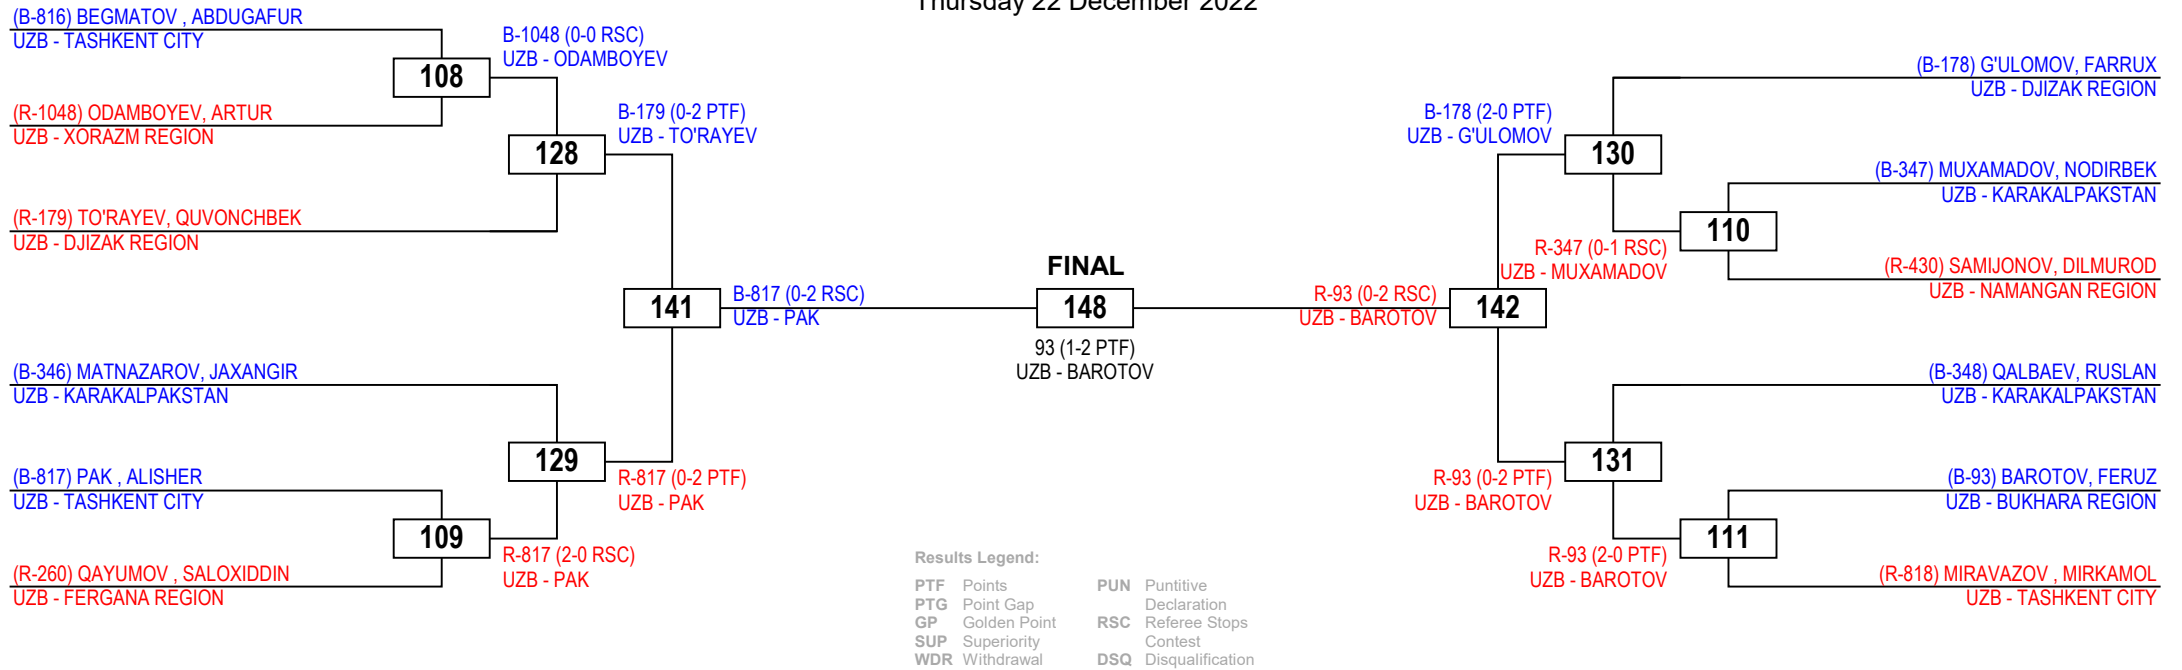 Thursday 22 December 2022
(B-816) BEGMATOV , ABDUGAFUR
UZB - TASHKENT CITY
108
(R-1048) ODAMBOYEV, ARTUR
UZB - XORAZM REGION
B-1048 (0-0 RSC)
UZB - ODAMBOYEV
128
(R-179) TO'RAYEV, QUVONCHBEK
UZB - DJIZAK REGION
B-179 (0-2 PTF)
UZB - TO'RAYEV
141
B-817 (0-2 RSC)
UZB - PAK
(B-346) MATNAZAROV, JAXANGIR
UZB - KARAKALPAKSTAN
129
R-817 (0-2 PTF)
UZB - PAK
(B-817) PAK , ALISHER
UZB - TASHKENT CITY
109
R-817 (2-0 RSC)
UZB - PAK
(R-260) QAYUMOV , SALOXIDDIN
UZB - FERGANA REGION
FINAL
148
93 (1-2 PTF)
UZB - BAROTOV
(B-178) G'ULOMOV, FARRUX
UZB - DJIZAK REGION
B-178 (2-0 PTF)
UZB - G'ULOMOV
130
(B-347) MUXAMADOV, NODIRBEK
UZB - KARAKALPAKSTAN
110
R-347 (0-1 RSC)
UZB - MUXAMADOV
(R-430) SAMIJONOV, DILMUROD
UZB - NAMANGAN REGION
R-93 (0-2 RSC)
UZB - BAROTOV
142
(B-348) QALBAEV, RUSLAN
UZB - KARAKALPAKSTAN
131
R-93 (0-2 PTF)
UZB - BAROTOV
(B-93) BAROTOV, FERUZ
UZB - BUKHARA REGION
111
R-93 (2-0 PTF)
UZB - BAROTOV
(R-818) MIRAVAZOV , MIRKAMOL
UZB - TASHKENT CITY
Results Legend:
PTF Points
PTG Point Gap
GP Golden Point
SUP Superiority
WDR Withdrawal
PUN Puntitive
Declaration
RSC Referee Stops
Contest
DSQ Disqualification